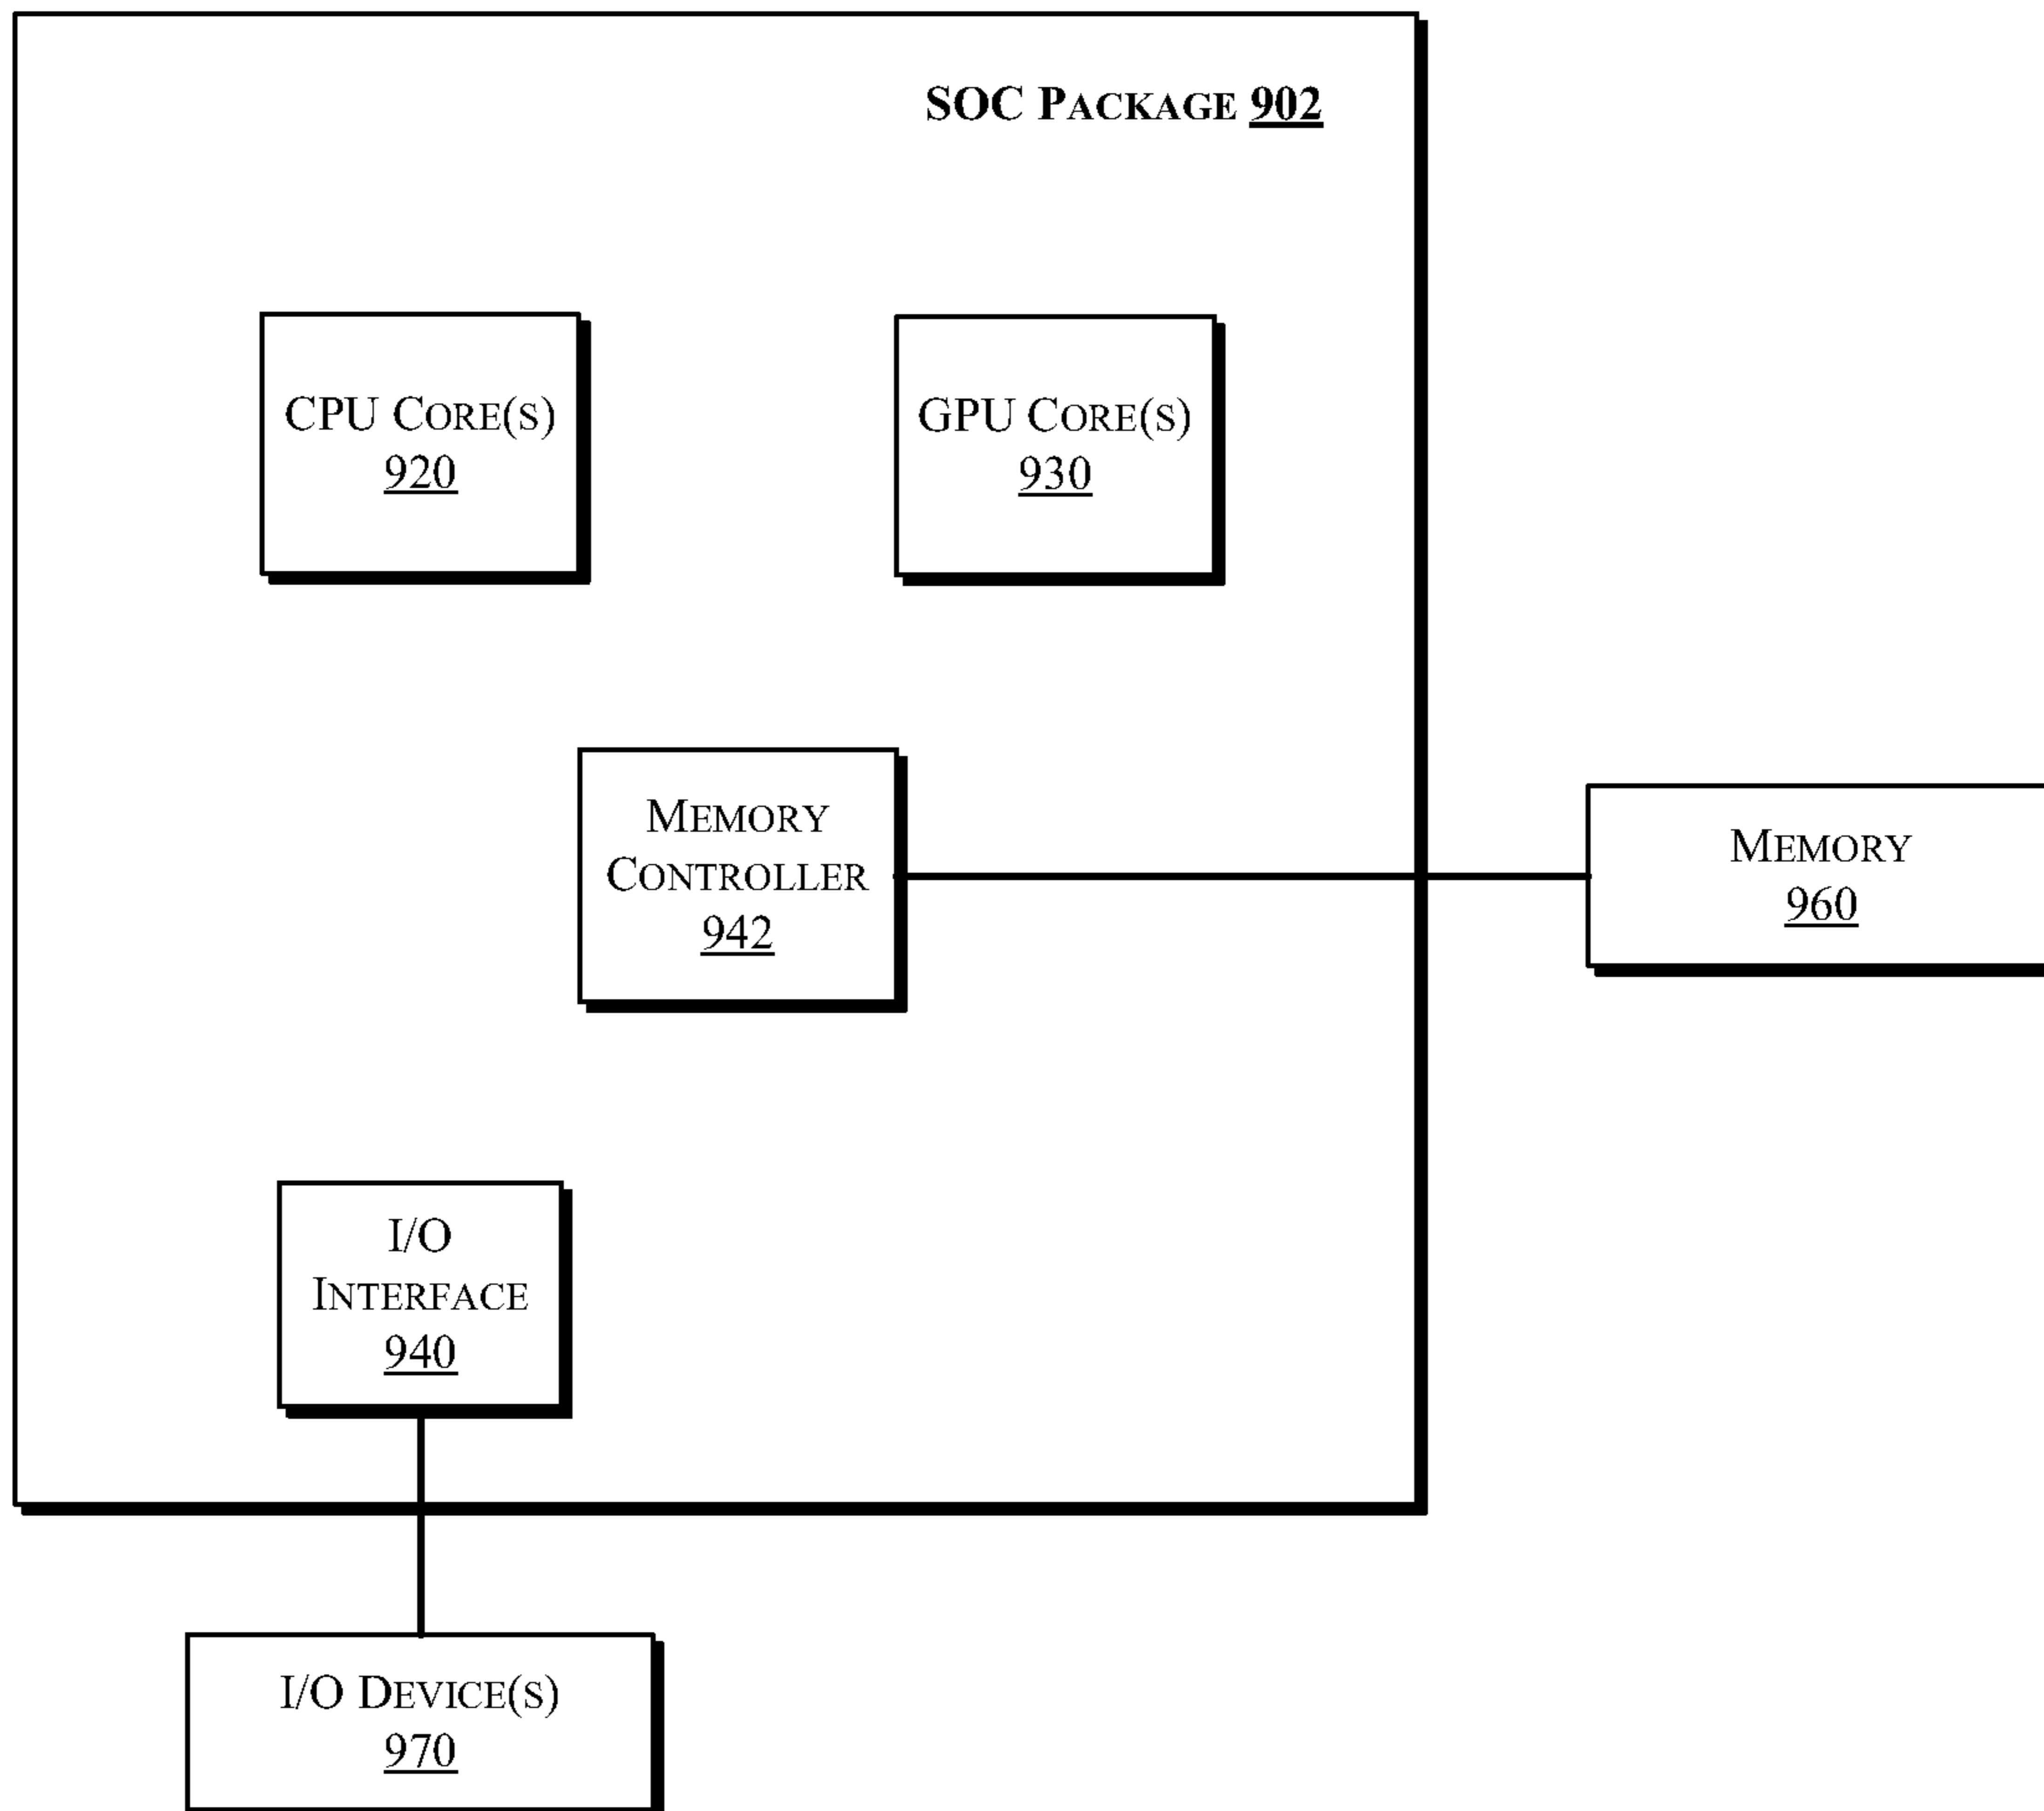 SOC PACKAGE 902
CPU CORE(S)
920
GPU CORE(S)
930
MEMORY
CONTROLLER
942
MEMORY
960
I/O
INTERFACE
940
I/O DEVICE(S)
970